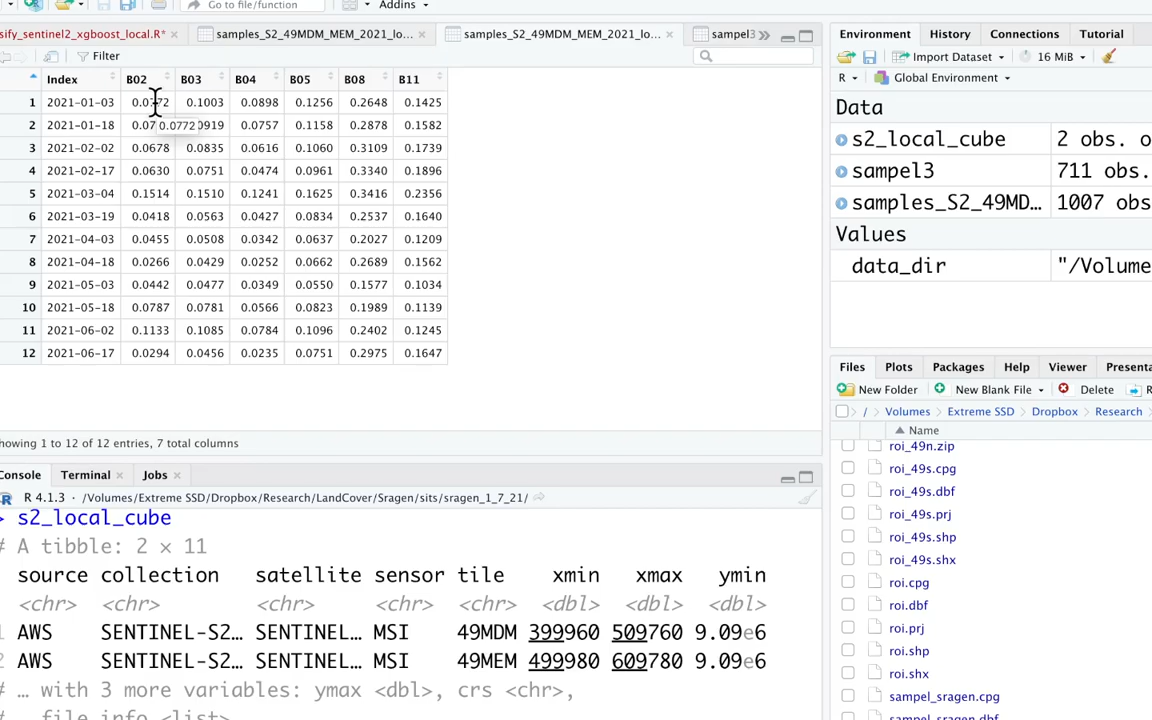 Go to file/function Addins
sify_sentinel2_xgboost_local.R* × samples_S2_49MDM_MEM_2021_lo... × samples_S2_49MDM_MEM_2021_lo... × sampel3 »
Filter
Index B02 B03 B04 B05 B08 B11
1 2021-01-03 0.0772 0.1003 0.0898 0.1256 0.2648 0.1425
2 2021-01-18 0.07 0919 0.0757 0.1158 0.2878 0.1582
0.0772
3 2021-02-02 0.0678 0.0835 0.0616 0.1060 0.3109 0.1739
4 2021-02-17 0.0630 0.0751 0.0474 0.0961 0.3340 0.1896
5 2021-03-04 0.1514 0.1510 0.1241 0.1625 0.3416 0.2356
6 2021-03-19 0.0418 0.0563 0.0427 0.0834 0.2537 0.1640
7 2021-04-03 0.0455 0.0508 0.0342 0.0637 0.2027 0.1209
8 2021-04-18 0.0266 0.0429 0.0252 0.0662 0.2689 0.1562
9 2021-05-03 0.0442 0.0477 0.0349 0.0550 0.1577 0.1034
10 2021-05-18 0.0787 0.0781 0.0566 0.0823 0.1989 0.1139
11 2021-06-02 0.1133 0.1085 0.0784 0.1096 0.2402 0.1245
12 2021-06-17 0.0294 0.0456 0.0235 0.0751 0.2975 0.1647
howing 1 to 12 of 12 entries, 7 total columns
Console Terminal × Jobs ×
R 4.1.3 · /Volumes/Extreme SSD/Dropbox/Research/LandCover/Sragen/sits/sragen_1_7_21/
> s2_local_cube
# A tibble: 2 × 11
source collection satellite sensor tile xmin xmax ymin
<chr> <chr> <chr> <chr> <chr> <dbl> <dbl> <dbl>
1 AWS SENTINEL-S2… SENTINEL… MSI 49MDM 399960 509760 9.09e6
2 AWS SENTINEL-S2… SENTINEL… MSI 49MEM 499980 609780 9.09e6
# … with 3 more variables: ymax <dbl>, crs <chr>,
file_info <list>
Environment History Connections Tutorial
Import Dataset 16 MiB
R Global Environment
Data
s2_local_cube 2 obs. o
sampel3 711 obs.
samples_S2_49MD… 1007 obs
Values
data_dir "/Volume
Files Plots Packages Help Viewer Presenta
New Folder New Blank File Delete R
/ Volumes Extreme SSD Dropbox Research
Name
roi_49n.zip
roi_49s.cpg
roi_49s.dbf
roi_49s.prj
roi_49s.shp
roi_49s.shx
roi.cpg
roi.dbf
roi.prj
roi.shp
roi.shx
sampel_sragen.cpg
sampel_sragen.dbf